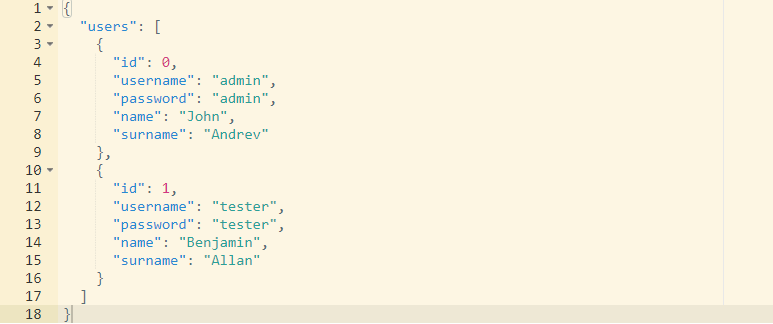 1 {
2   "users": [
3     {
4       "id": 0,
5       "username": "admin",
6       "password": "admin",
7       "name": "John",
8       "surname": "Andrev"
9     },
10     {
11       "id": 1,
12       "username": "tester",
13       "password": "tester",
14       "name": "Benjamin",
15       "surname": "Allan"
16     }
17   ]
18 }